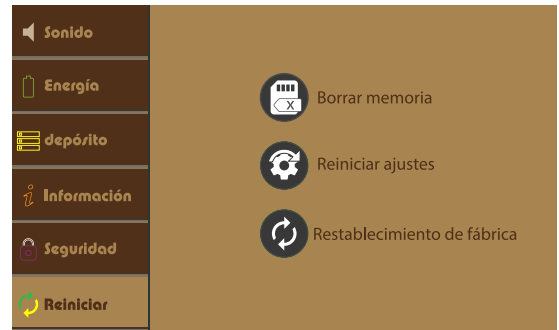 Sonido
Energía
depósito
Información
Seguridad
Reiniciar
Borrar memoria
Reiniciar ajustes
Restablecimiento de fábrica